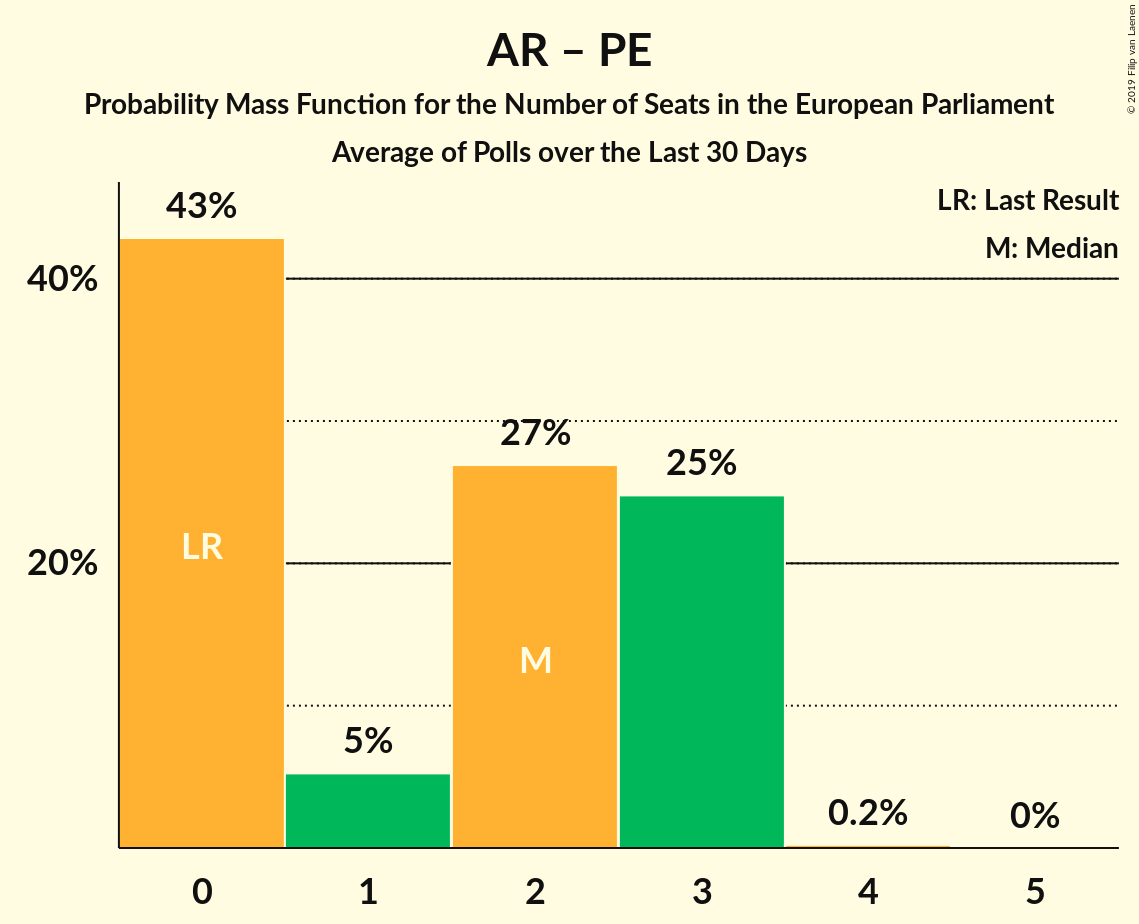 AR – PE
Probability Mass Function for the Number of Seats in the European Parliament
Average of Polls over the Last 30 Days
© 2019 Filip van Laenen
LR: Last Result
M: Median
43%
40%
27%
25%
LR
20%
M
5%
0.2%
0%
0 1 2 3 4 5